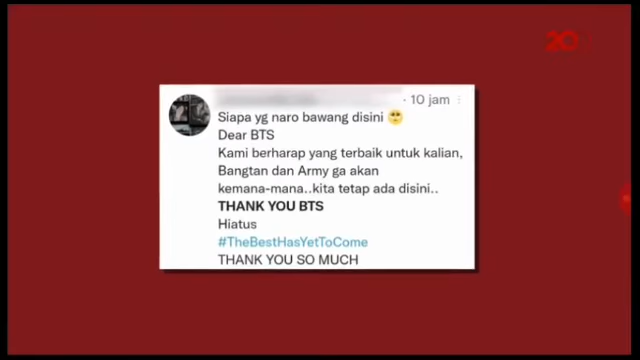 20
· 10 jam
Siapa yg naro bawang disini 🥺
Dear BTS
Kami berharap yang terbaik untuk kalian,
Bangtan dan Army ga akan
kemana-mana..kita tetap ada disini..
THANK YOU BTS
Hiatus
#TheBestHasYetToCome
THANK YOU SO MUCH